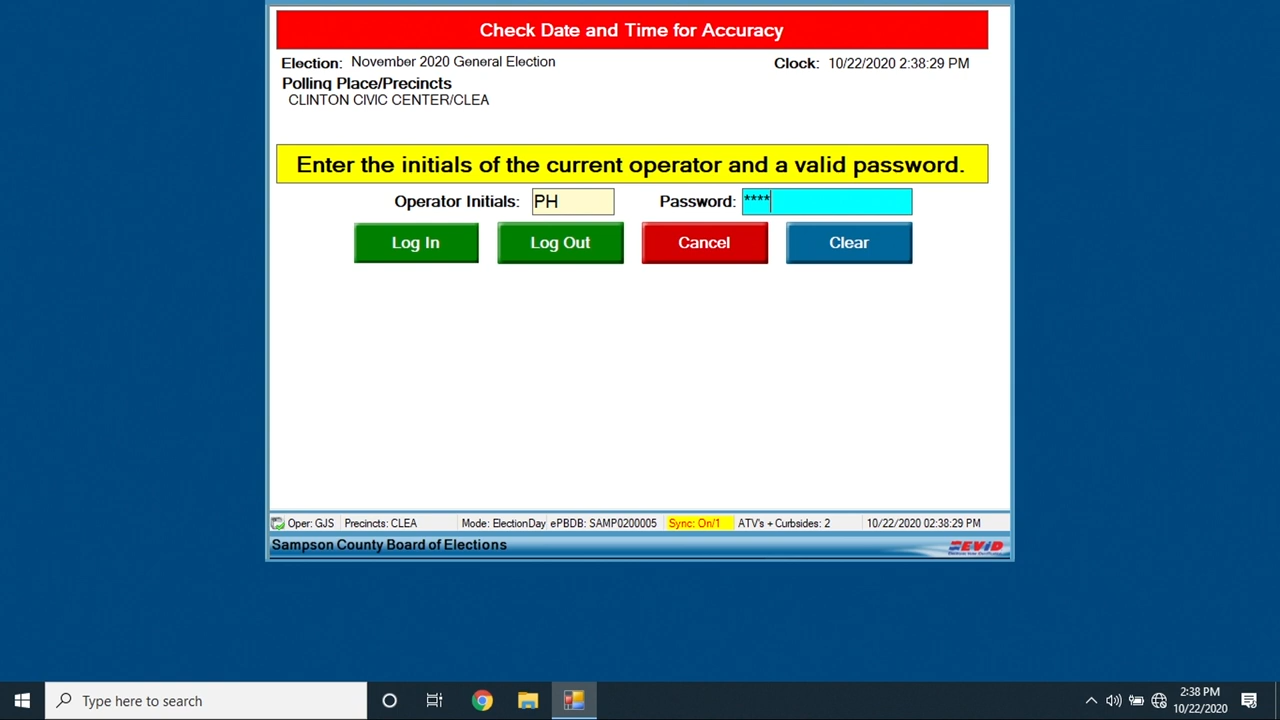 Check Date and Time for Accuracy
Election: November 2020 General Election
Clock: 10/22/2020 2:38:29 PM
Polling Place/Precincts
CLINTON CIVIC CENTER/CLEA
Enter the initials of the current operator and a valid password.
Operator Initials: PH Password: ****
Log In Log Out Cancel Clear
Oper: GJS Precincts: CLEA Mode: ElectionDay ePBDB: SAMP0200005 Sync: On/1 ATV's + Curbsides: 2 10/22/2020 02:38:29 PM
Sampson County Board of Elections EViD
Type here to search
2:38 PM
10/22/2020